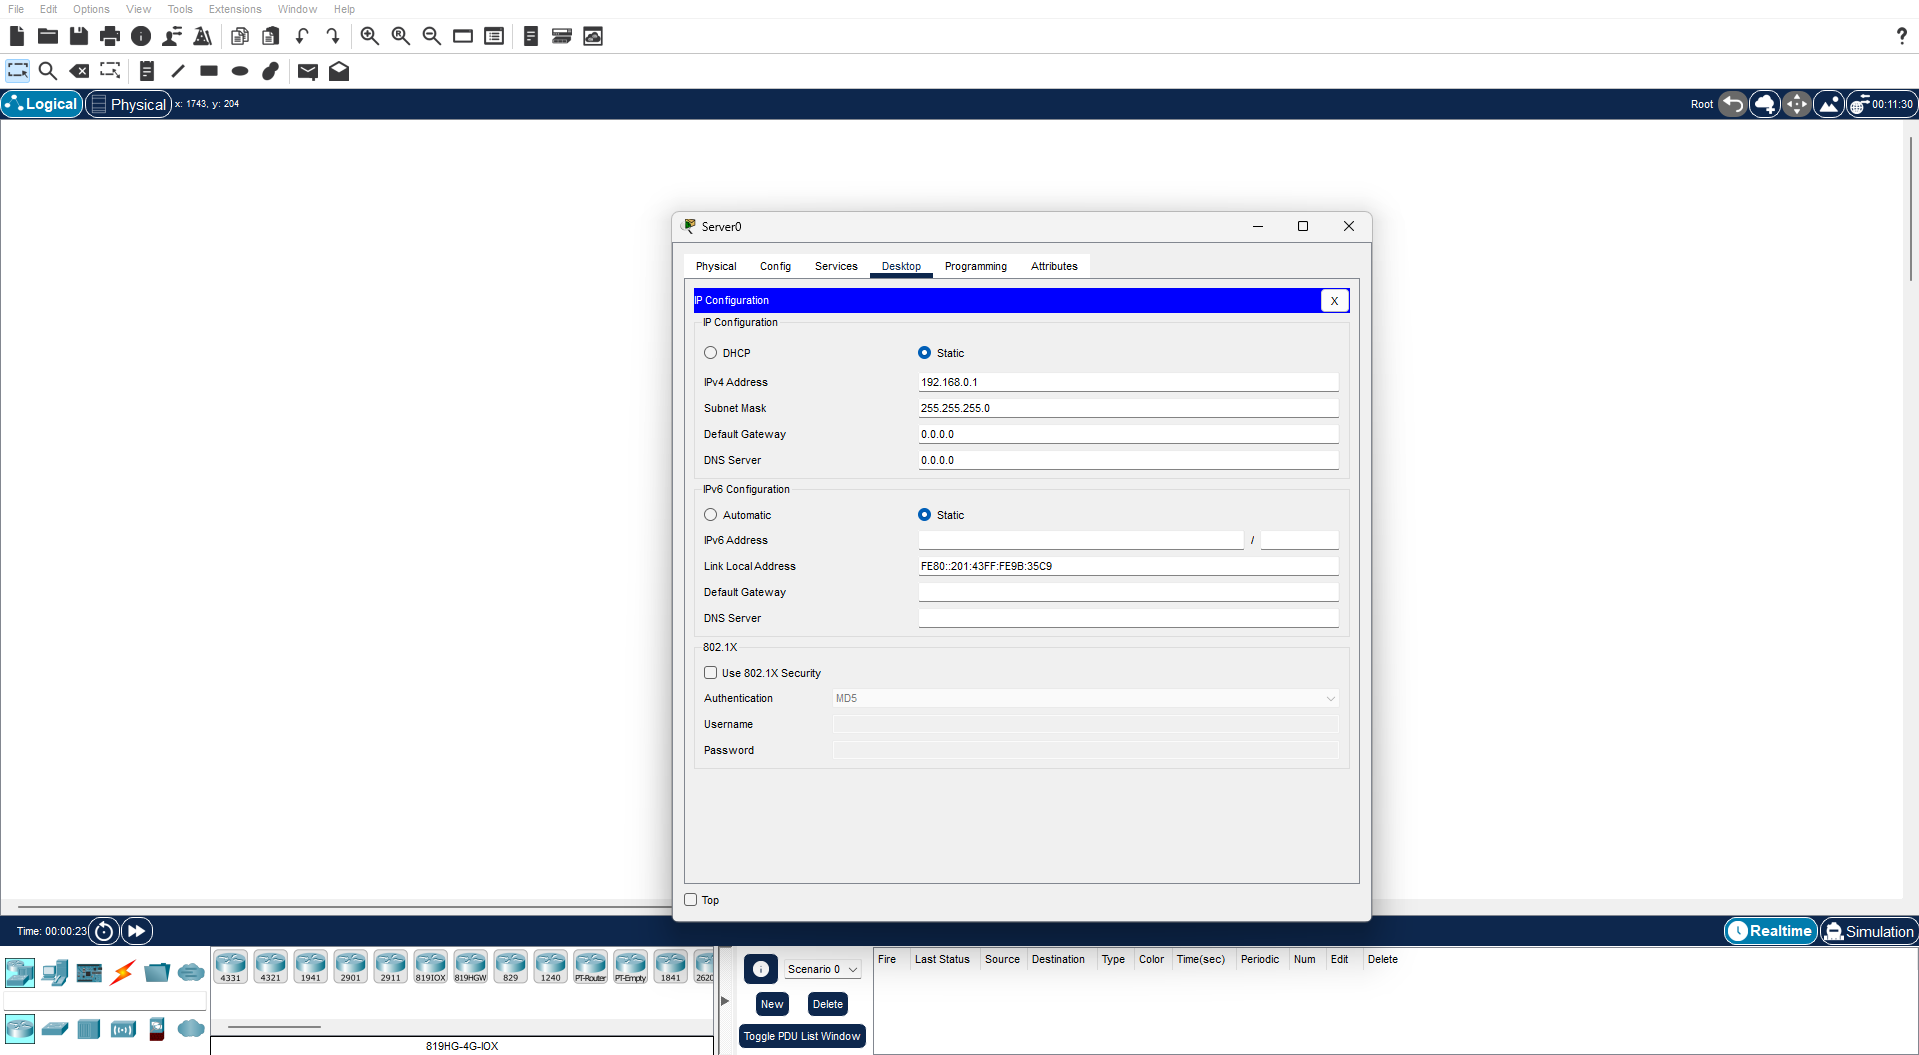 File Edit Options View Tools Extensions Window Help
?
Logical Physical x: 1743, y: 204 Root 00:11:30
Server0
Physical Config Services Desktop Programming Attributes
IP Configuration X
IP Configuration
DHCP Static
IPv4 Address 192.168.0.1
Subnet Mask 255.255.255.0
Default Gateway 0.0.0.0
DNS Server 0.0.0.0
IPv6 Configuration
Automatic Static
IPv6 Address /
Link Local Address FE80::201:43FF:FE9B:35C9
Default Gateway
DNS Server
802.1X
Use 802.1X Security
Authentication MD5
Username
Password
Top
Time: 00:00:23 Realtime Simulation
4331 4321 1941 2901 2911 819IOX 819HGW 829 1240 PT-Router PT-Empty 1841 2620
819HG-4G-IOX
Scenario 0
New Delete
Toggle PDU List Window
Fire Last Status Source Destination Type Color Time(sec) Periodic Num Edit Delete